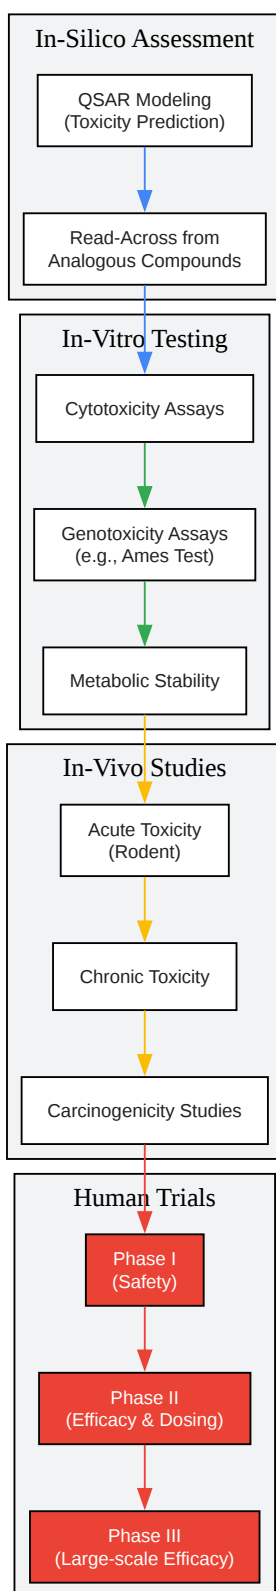 In-Silico Assessment
QSAR Modeling
(Toxicity Prediction)
Read-Across from
Analogous Compounds
In-Vitro Testing
Cytotoxicity Assays
Genotoxicity Assays
(e.g., Ames Test)
Metabolic Stability
In-Vivo Studies
Acute Toxicity
(Rodent)
Chronic Toxicity
Carcinogenicity Studies
Human Trials
Phase I
(Safety)
Phase II
(Efficacy & Dosing)
Phase III
(Large-scale Efficacy)